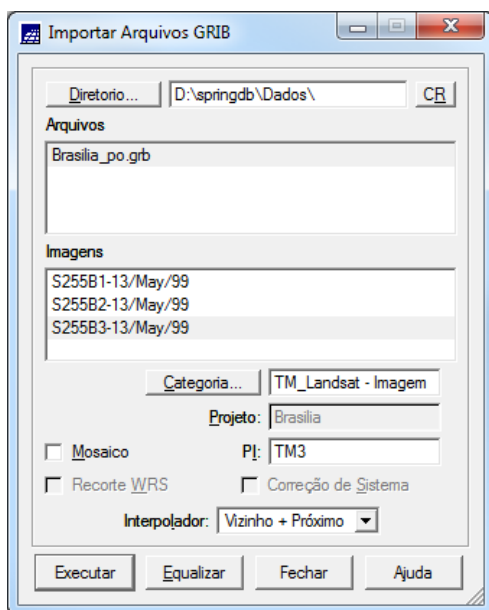 Importar Arquivos GRIB
Diretorio... D:\springdb\Dados\ CR
Arquivos
Brasilia_po.grb
Imagens
S255B1-13/May/99
S255B2-13/May/99
S255B3-13/May/99
Categoria... TM_Landsat - Imagem
Projeto: Brasilia
Mosaico PI: TM3
Recorte WRS Correção de Sistema
Interpolador: Vizinho + Próximo
Executar Equalizar Fechar Ajuda